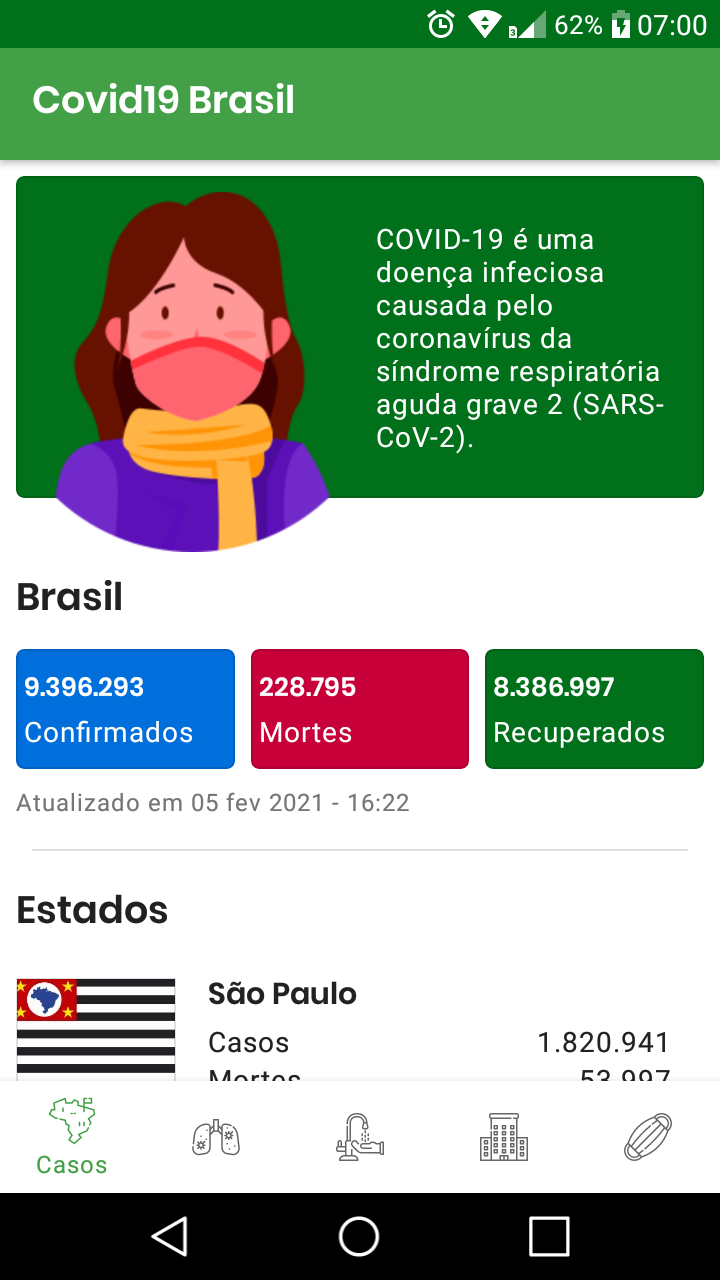 62% 07:00
Covid19 Brasil
COVID-19 é uma
doença infeciosa
causada pelo
coronavírus da
síndrome respiratória
aguda grave 2 (SARS-
CoV-2).
Brasil
9.396.293 228.795 8.386.997
Confirmados Mortes Recuperados
Atualizado em 05 fev 2021 - 16:22
Estados
São Paulo
Casos 1.820.941
Mortes 53.997
Casos